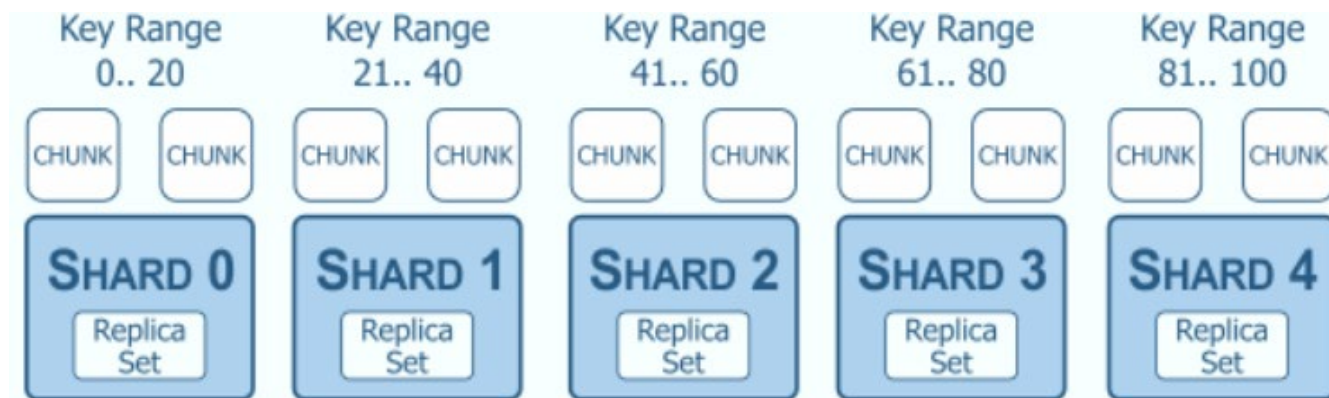 Key Range
0.. 20
Key Range
21.. 40
Key Range
41.. 60
Key Range
61.. 80
Key Range
81.. 100
CHUNK CHUNK
CHUNK CHUNK
CHUNK CHUNK
CHUNK CHUNK
CHUNK CHUNK
SHARD 0
Replica
Set
SHARD 1
Replica
Set
SHARD 2
Replica
Set
SHARD 3
Replica
Set
SHARD 4
Replica
Set